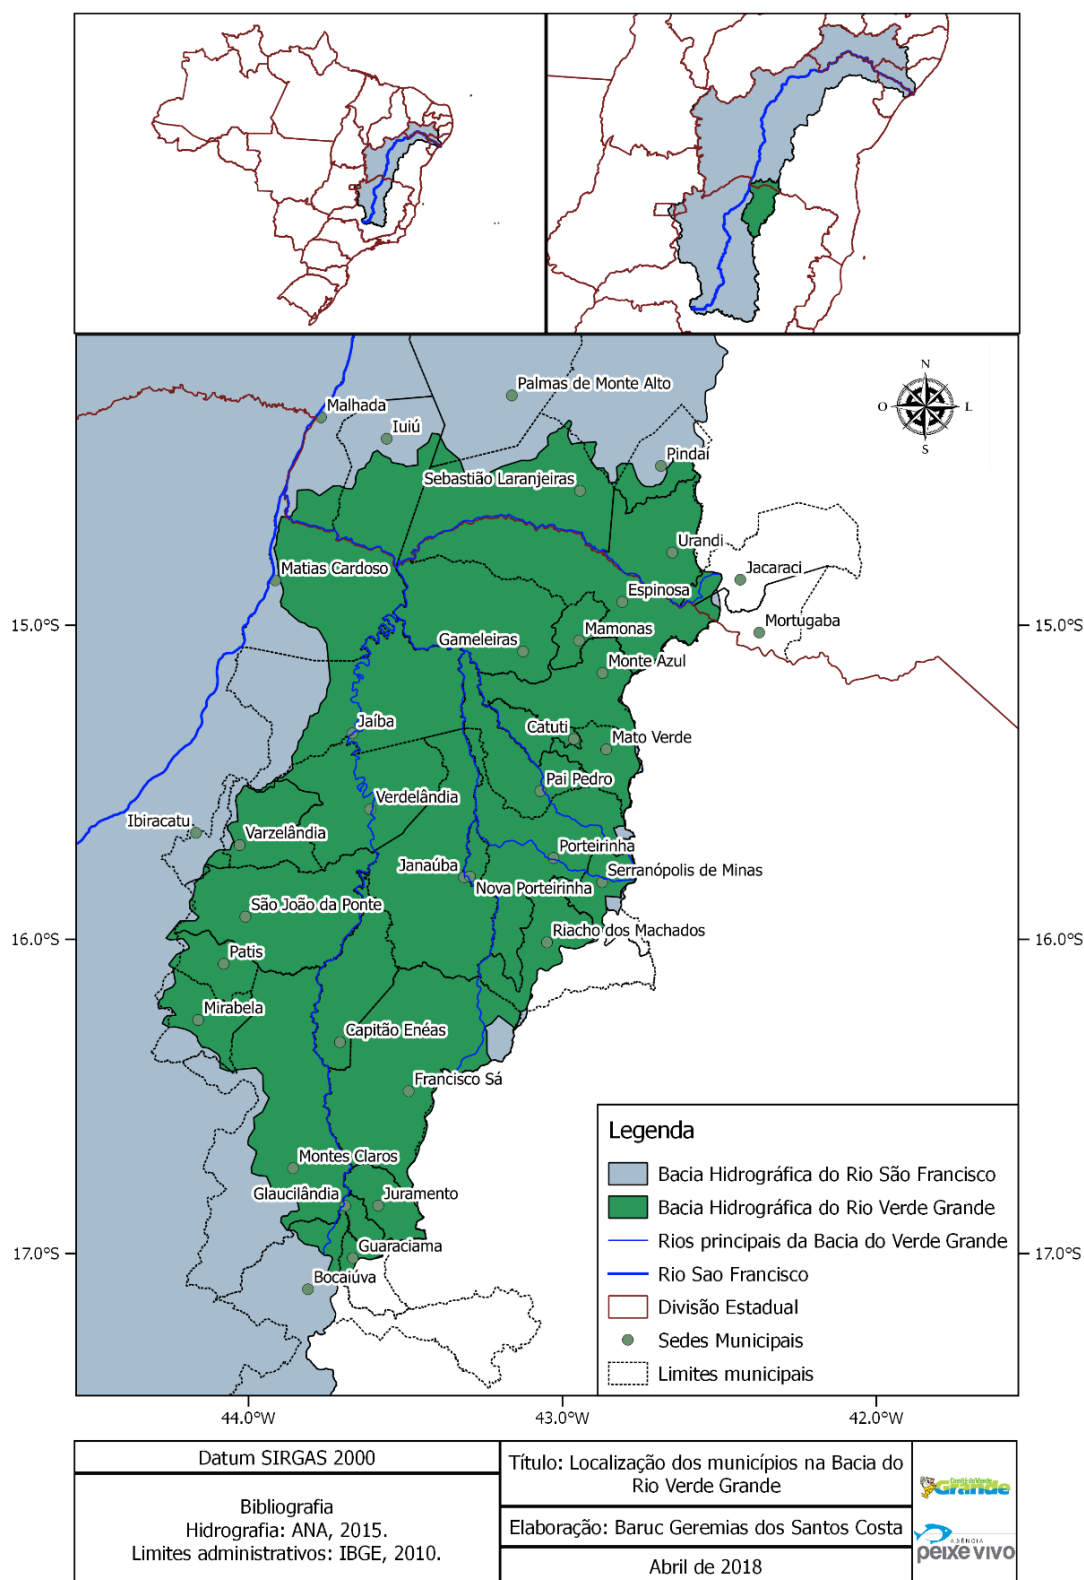 Palmas de Monte Alto
Malhada
Iuiú
N
O
L
S
Pindaí
Sebastião Laranjeiras
Urandi
Matias Cardoso
Jacaraci
Espinosa
15.0°S
Mortugaba
15.0°S
Mamonas
Gameleiras
Monte Azul
Jaíba
Catuti
Mato Verde
Pai Pedro
Verdelândia
Ibiracatu
Varzelândia
Porteirinha
Janaúba
Serranópolis de Minas
Nova Porteirinha
São João da Ponte
Riacho dos Machados
16.0°S
16.0°S
Patis
Mirabela
Capitão Enéas
Francisco Sá
Montes Claros
Glaucilândia
Juramento
Guaraciama
17.0°S
17.0°S
Bocaiúva
Legenda
Bacia Hidrográfica do Rio São Francisco
Bacia Hidrográfica do Rio Verde Grande
Rios principais da Bacia do Verde Grande
Rio Sao Francisco
Divisão Estadual
Sedes Municipais
Limites municipais
44.0°W
43.0°W
42.0°W
Datum SIRGAS 2000
Bibliografia
Hidrografia: ANA, 2015.
Limites administrativos: IBGE, 2010.
Título: Localização dos municípios na Bacia do
Rio Verde Grande
Elaboração: Baruc Geremias dos Santos Costa
Abril de 2018
Comitê do Verde
Grande
AGÊNCIA
peixe vivo